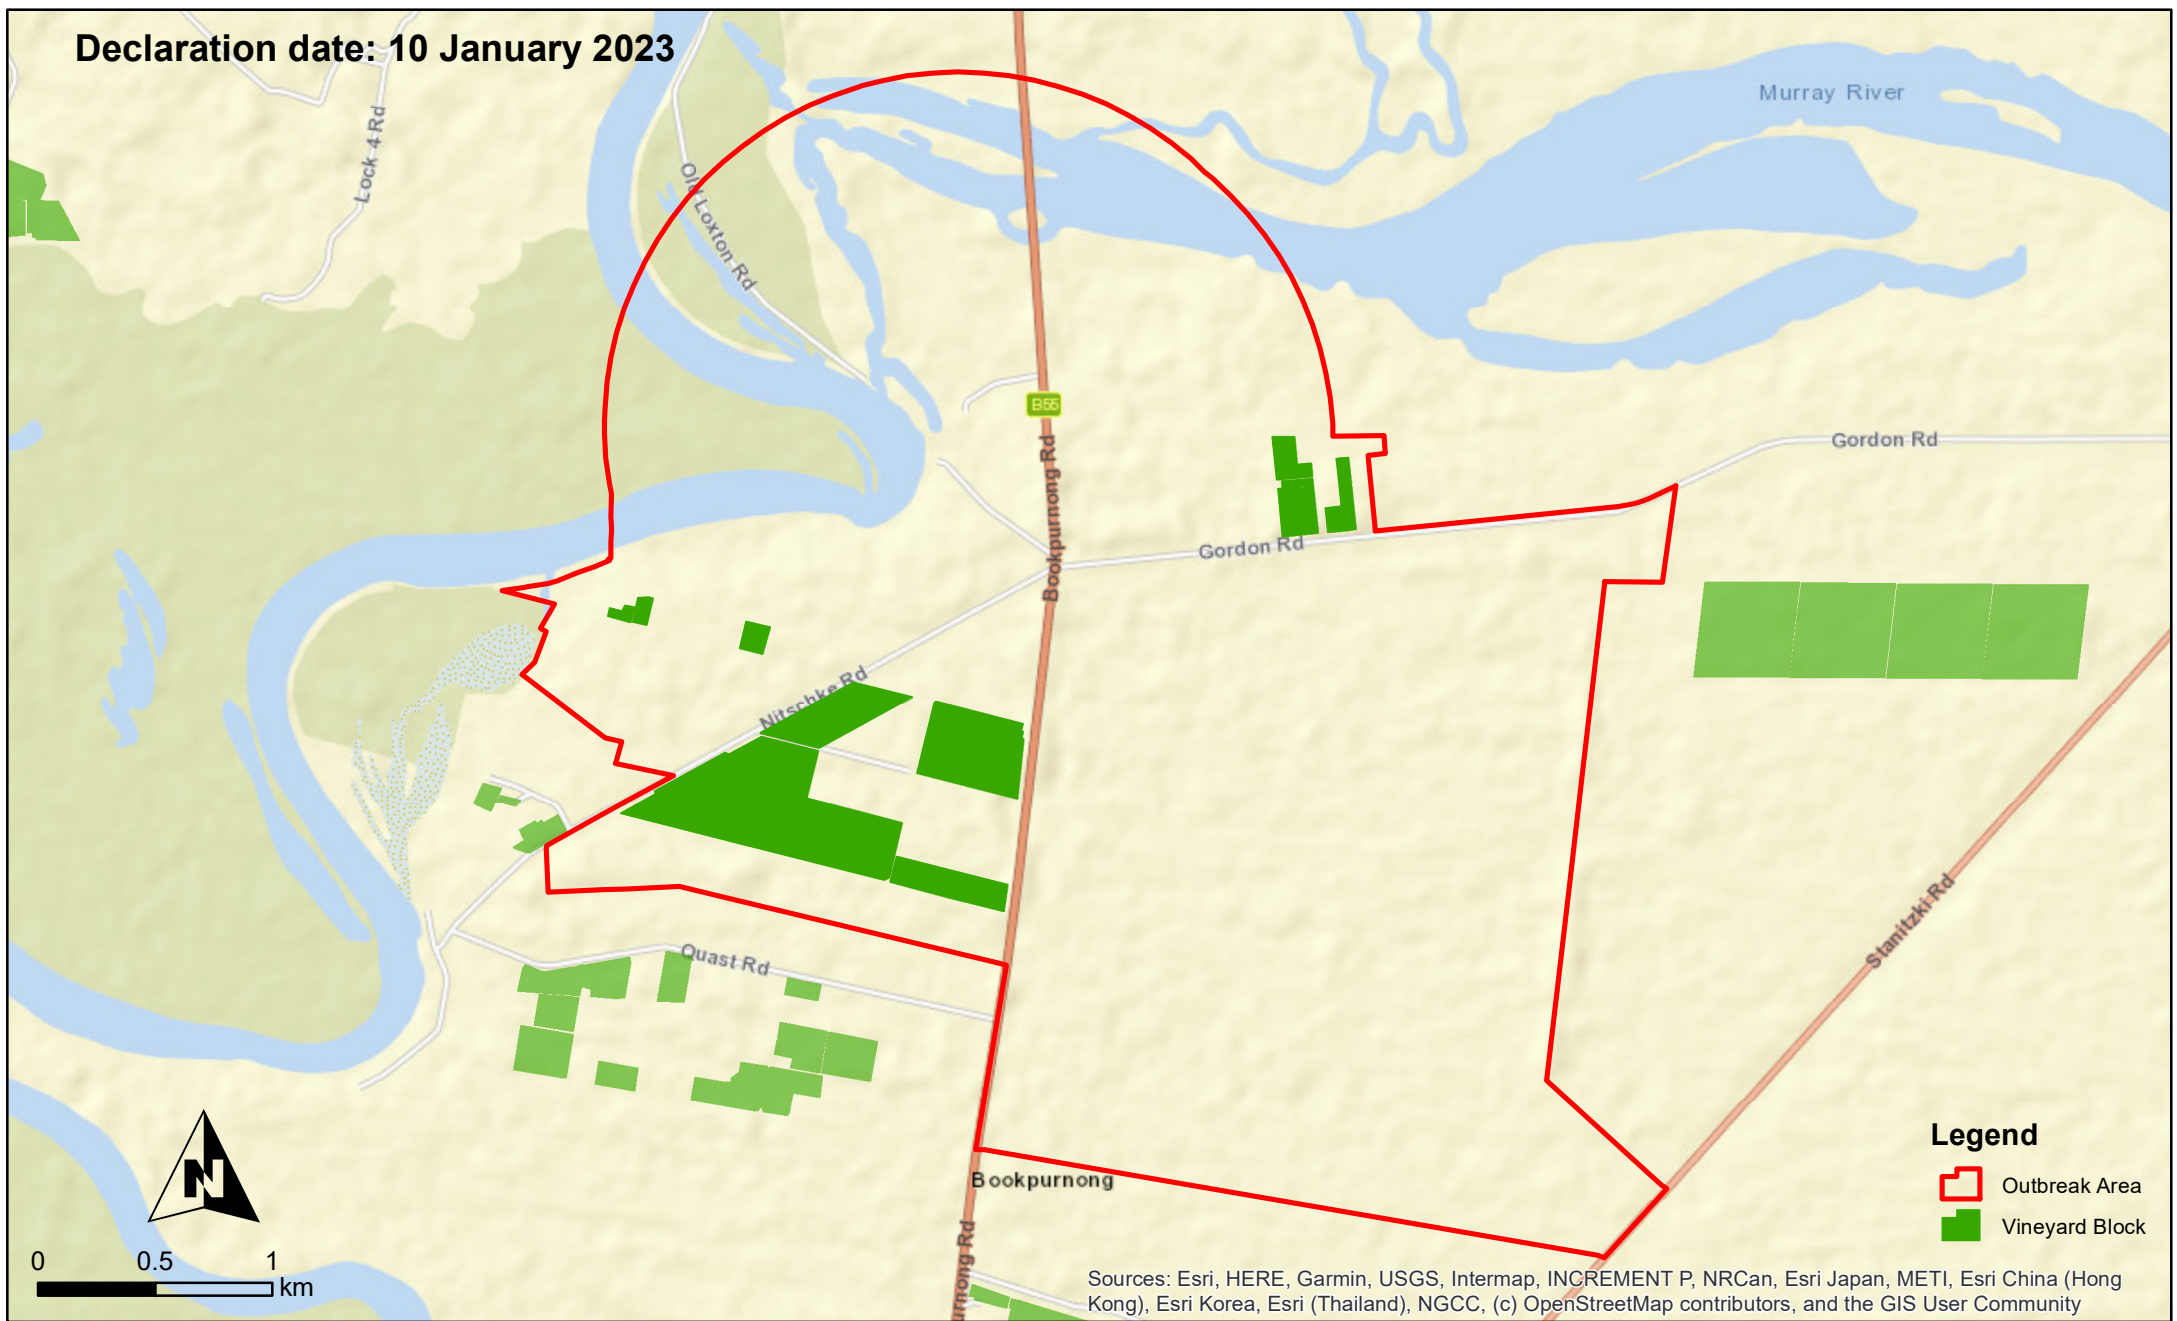 Declaration date: 10 January 2023
Murray River
Lock 4 Rd
Old Loxton Rd
B55
Bookpurnong Rd
Gordon Rd
Gordon Rd
Nitschke Rd
Stanitzki Rd
Quast Rd
Bookpurnong
urnong Rd
N
0 0.5 1
km
Legend
Outbreak Area
Vineyard Block
Sources: Esri, HERE, Garmin, USGS, Intermap, INCREMENT P, NRCan, Esri Japan, METI, Esri China (Hong
Kong), Esri Korea, Esri (Thailand), NGCC, (c) OpenStreetMap contributors, and the GIS User Community